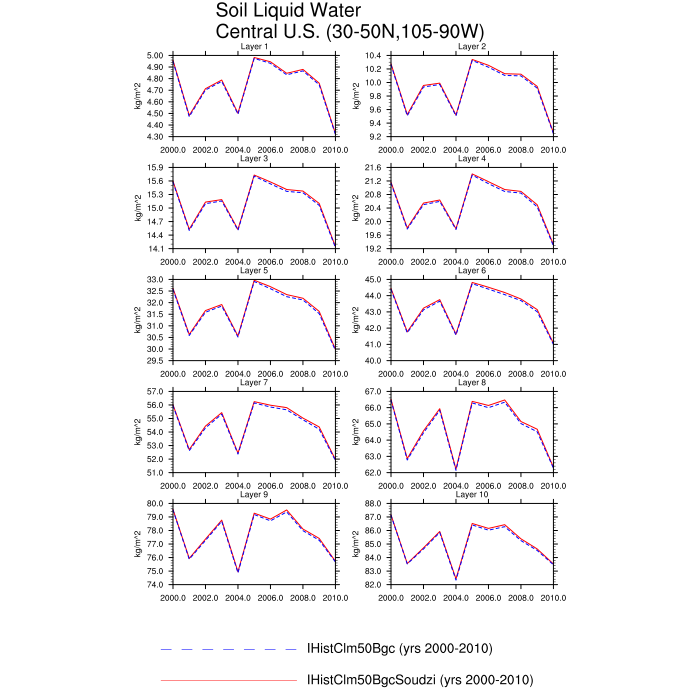 Soil Liquid Water
Central U.S. (30-50N,105-90W)
Layer 1
kg/m^2
5.00
4.90
4.80
4.70
4.60
4.50
4.40
4.30
2000.0 2002.0 2004.0 2006.0 2008.0 2010.0
Layer 2
kg/m^2
10.4
10.2
10.0
9.8
9.6
9.4
9.2
2000.0 2002.0 2004.0 2006.0 2008.0 2010.0
Layer 3
kg/m^2
15.9
15.6
15.3
15.0
14.7
14.4
14.1
2000.0 2002.0 2004.0 2006.0 2008.0 2010.0
Layer 4
kg/m^2
21.6
21.2
20.8
20.4
20.0
19.6
19.2
2000.0 2002.0 2004.0 2006.0 2008.0 2010.0
Layer 5
kg/m^2
33.0
32.5
32.0
31.5
31.0
30.5
30.0
29.5
2000.0 2002.0 2004.0 2006.0 2008.0 2010.0
Layer 6
kg/m^2
45.0
44.0
43.0
42.0
41.0
40.0
2000.0 2002.0 2004.0 2006.0 2008.0 2010.0
Layer 7
kg/m^2
57.0
56.0
55.0
54.0
53.0
52.0
51.0
2000.0 2002.0 2004.0 2006.0 2008.0 2010.0
Layer 8
kg/m^2
67.0
66.0
65.0
64.0
63.0
62.0
2000.0 2002.0 2004.0 2006.0 2008.0 2010.0
Layer 9
kg/m^2
80.0
79.0
78.0
77.0
76.0
75.0
74.0
2000.0 2002.0 2004.0 2006.0 2008.0 2010.0
Layer 10
kg/m^2
88.0
87.0
86.0
85.0
84.0
83.0
82.0
2000.0 2002.0 2004.0 2006.0 2008.0 2010.0
IHistClm50Bgc (yrs 2000-2010)
IHistClm50BgcSoudzi (yrs 2000-2010)